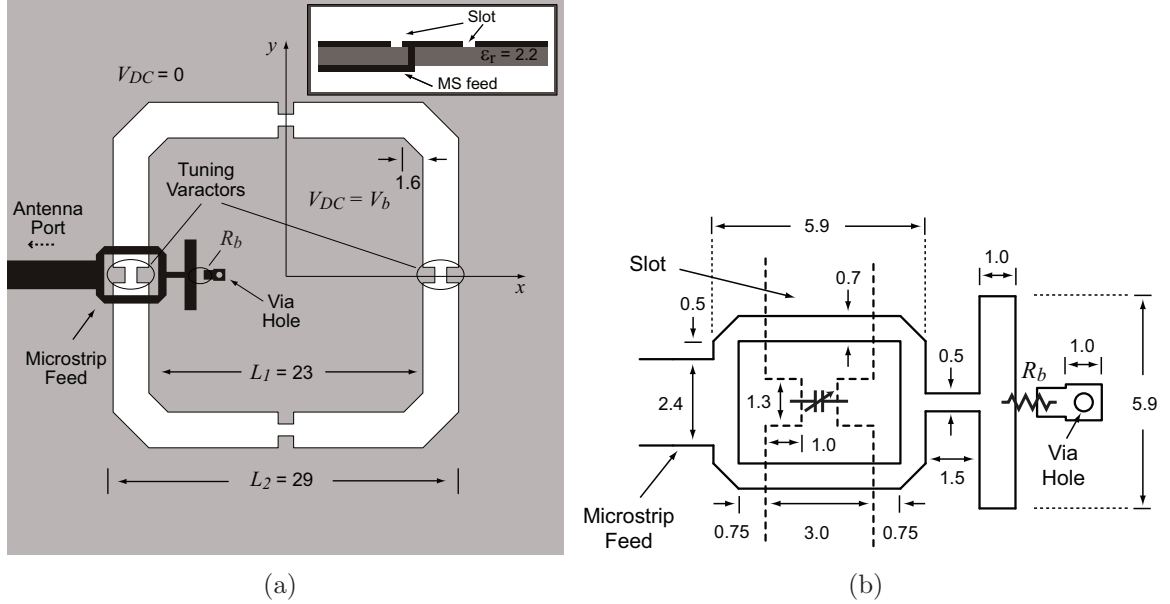 Slot
εr = 2.2
MS feed
y
VDC = 0
Tuning
Varactors
1.6
VDC = Vb
Antenna
Port
Rb
x
Via
Hole
Microstrip
Feed
L1 = 23
L2 = 29
(a)
5.9
Slot
1.0
0.7
0.5
0.5
1.0
Rb
2.4
1.3
5.9
1.0
Via
Hole
1.5
Microstrip
Feed
0.75
3.0
0.75
(b)